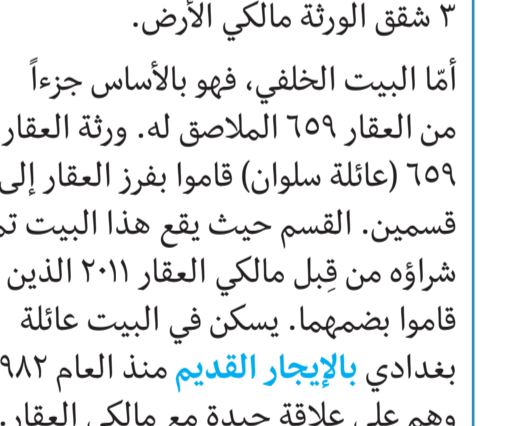 ٣ شقق الورثة مالكي الأرض.
أمّا البيت الخلفي، فهو بالأساس جزءاً
من العقار ٦٥٩ الملاصق له. ورثة العقار
٦٥٩ (عائلة سلوان) قاموا بفرز العقار إلى
قسمين. القسم حيث يقع هذا البيت
شراؤه من قِبل مالكي العقار ٢٠١١ الذين
قاموا بضمهما. يسكن في البيت عائلة
بغدادي بالإيجار القديم منذ العام
وهم على علاقة جيدة مع مالكي العقار.